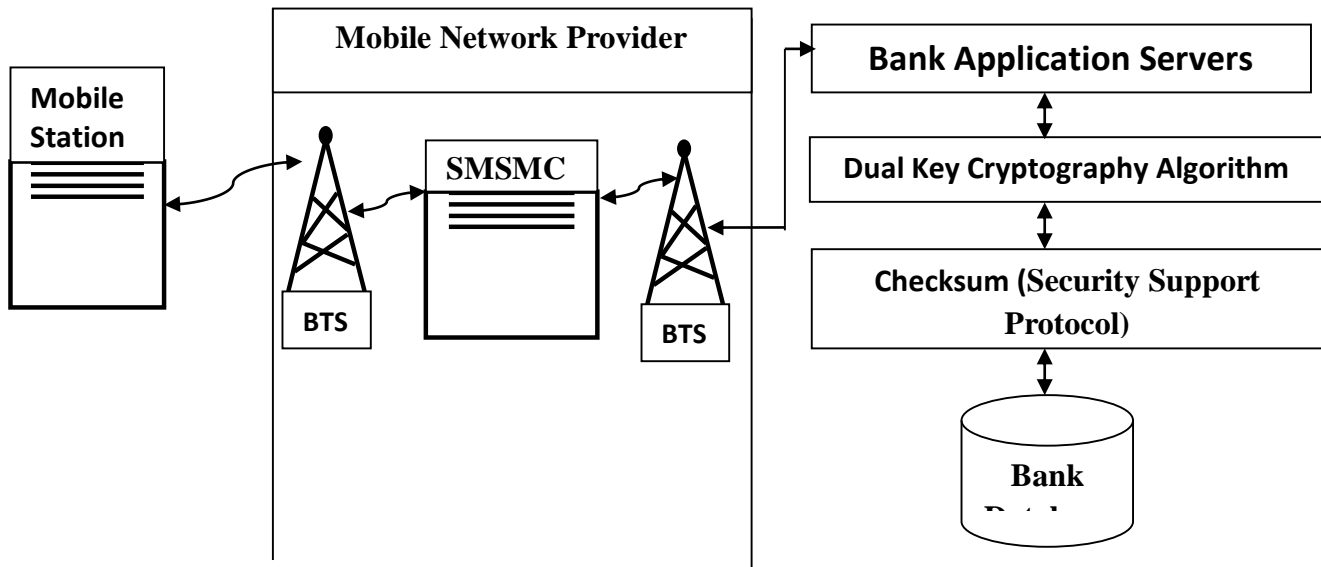 Mobile Network Provider
Mobile
Station
SMSMC
BTS
BTS
Bank Application Servers
Dual Key Cryptography Algorithm
Checksum (Security Support
Protocol)
Bank